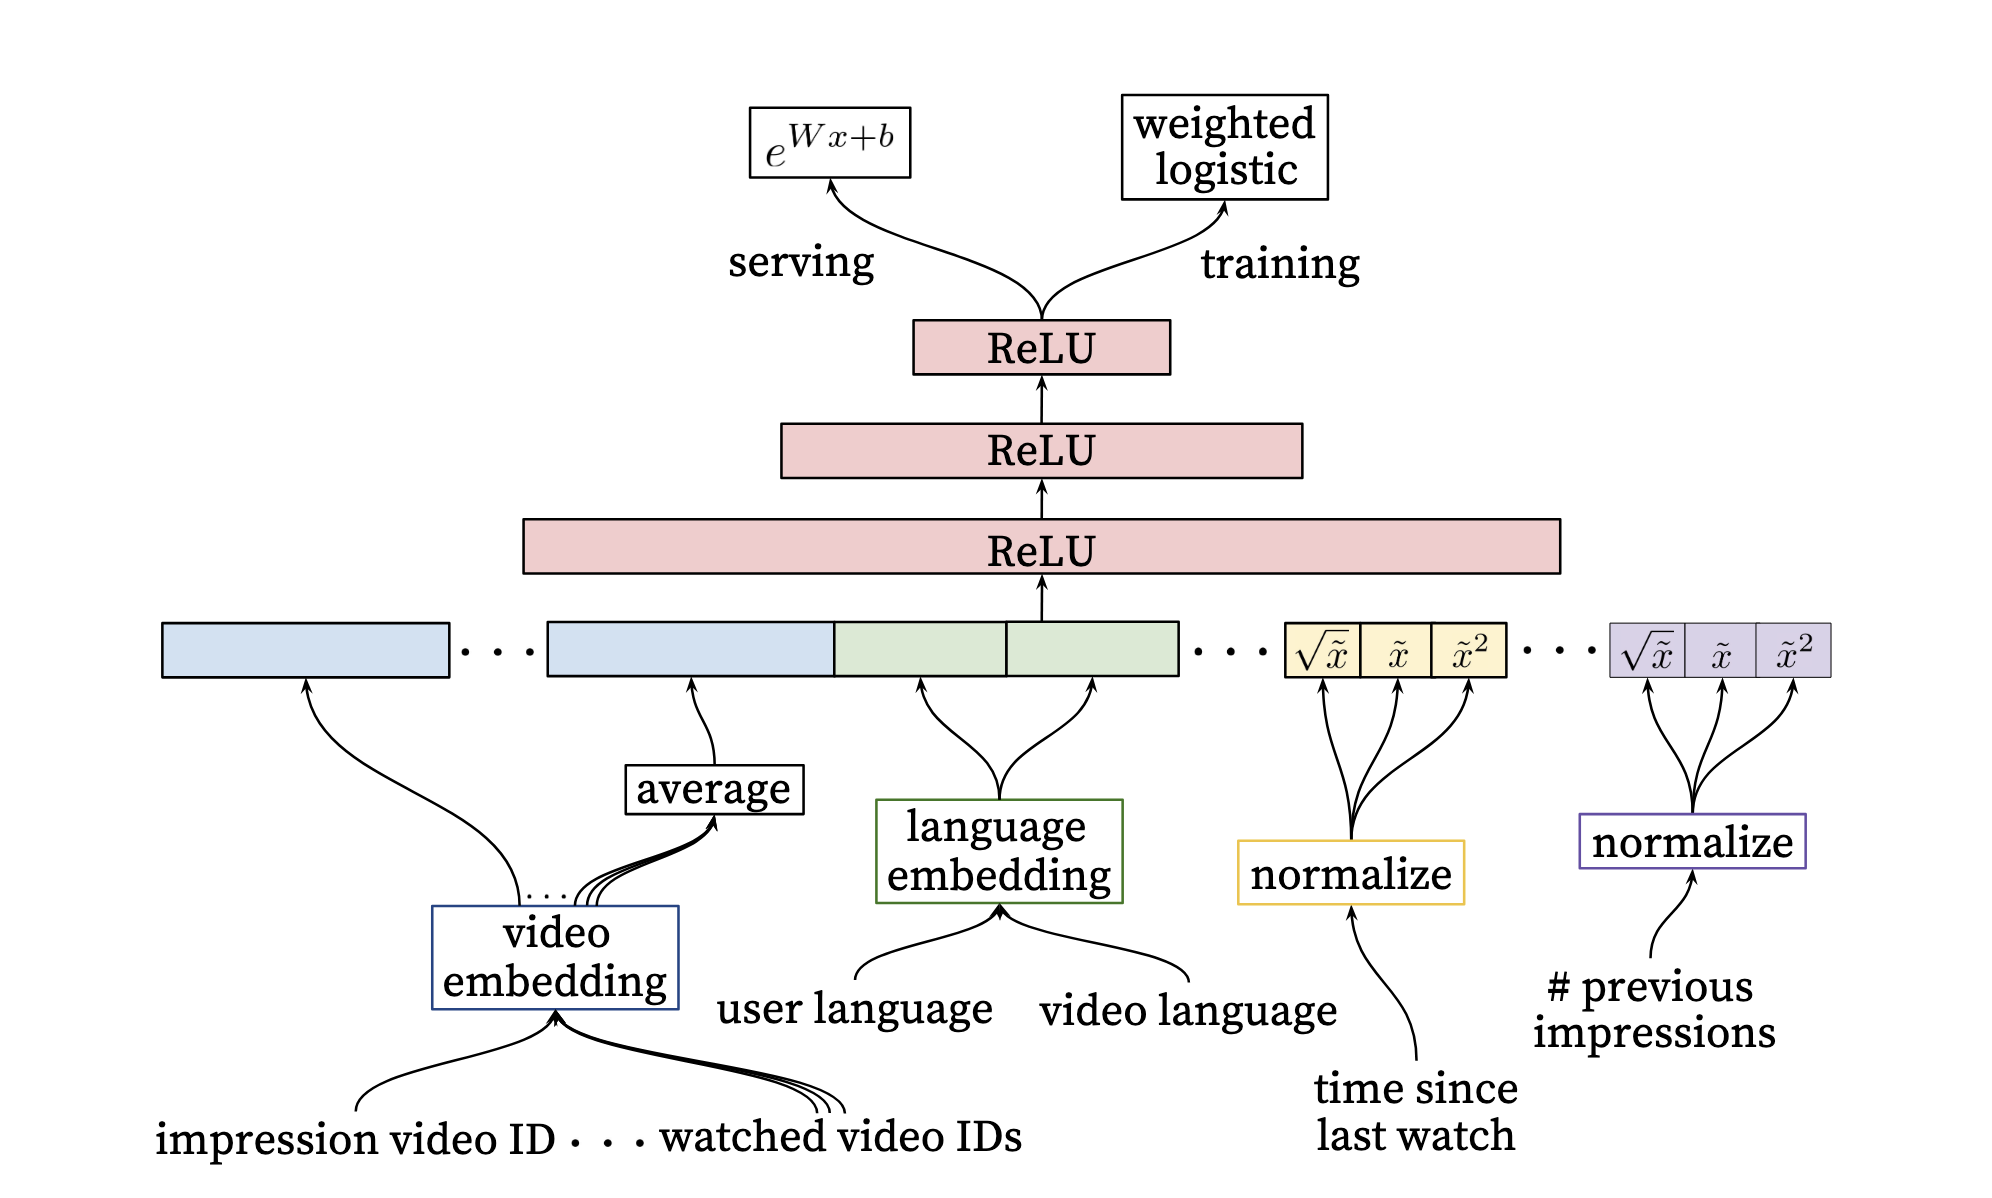 e^{Wx+b}
weighted
logistic
serving
training
ReLU
ReLU
ReLU
. . .
. . .
√x̃ x̃ x̃²
. . .
√x̃ x̃ x̃²
average
language
embedding
normalize
normalize
. . .
video
embedding
user language
video language
# previous
impressions
time since
last watch
impression video ID . . . watched video IDs